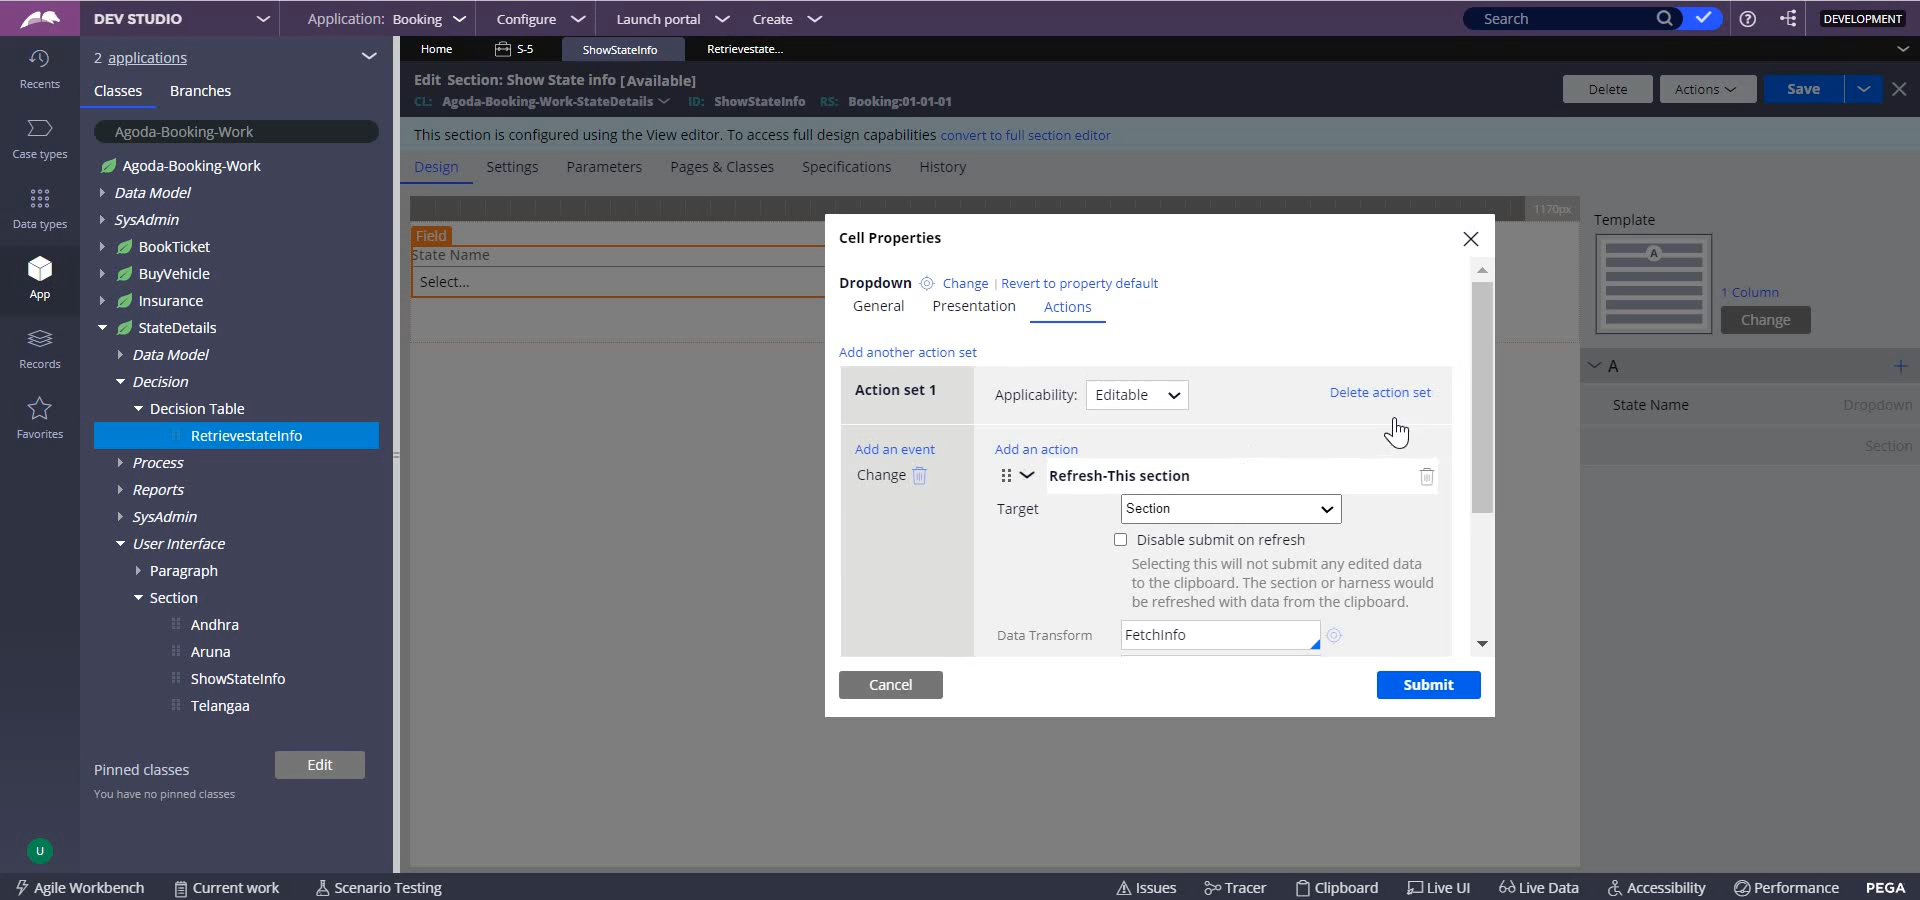 DEV STUDIO
Application: Booking
Configure
Launch portal
Create
Search
DEVELOPMENT
Recents
Case types
Data types
App
Records
Favorites
U
2 applications
Classes
Branches
Agoda-Booking-Work
Agoda-Booking-Work
Data Model
SysAdmin
BookTicket
BuyVehicle
Insurance
StateDetails
Data Model
Decision
Decision Table
RetrievestateInfo
Process
Reports
SysAdmin
User Interface
Paragraph
Section
Andhra
Aruna
ShowStateInfo
Telangaa
Pinned classes
Edit
You have no pinned classes
Home
S-5
ShowStateInfo
Retrievestate...
Edit Section: Show State info [Available]
CL: Agoda-Booking-Work-StateDetails ID: ShowStateInfo RS: Booking:01-01-01
Delete
Actions
Save
This section is configured using the View editor. To access full design capabilities convert to full section editor
Design
Settings
Parameters
Pages & Classes
Specifications
History
1170px
Field
State Name
Select...
Cell Properties
Dropdown
Change | Revert to property default
General
Presentation
Actions
Add another action set
Action set 1
Applicability: Editable
Delete action set
Add an event
Change
Add an action
Refresh-This section
Target
Section
Disable submit on refresh
Selecting this will not submit any edited data
to the clipboard. The section or harness would
be refreshed with data from the clipboard.
Data Transform
FetchInfo
Cancel
Submit
Template
A
1 Column
Change
A
State Name
Dropdown
Section
Agile Workbench
Current work
Scenario Testing
Issues
Tracer
Clipboard
Live UI
Live Data
Accessibility
Performance
PEGA